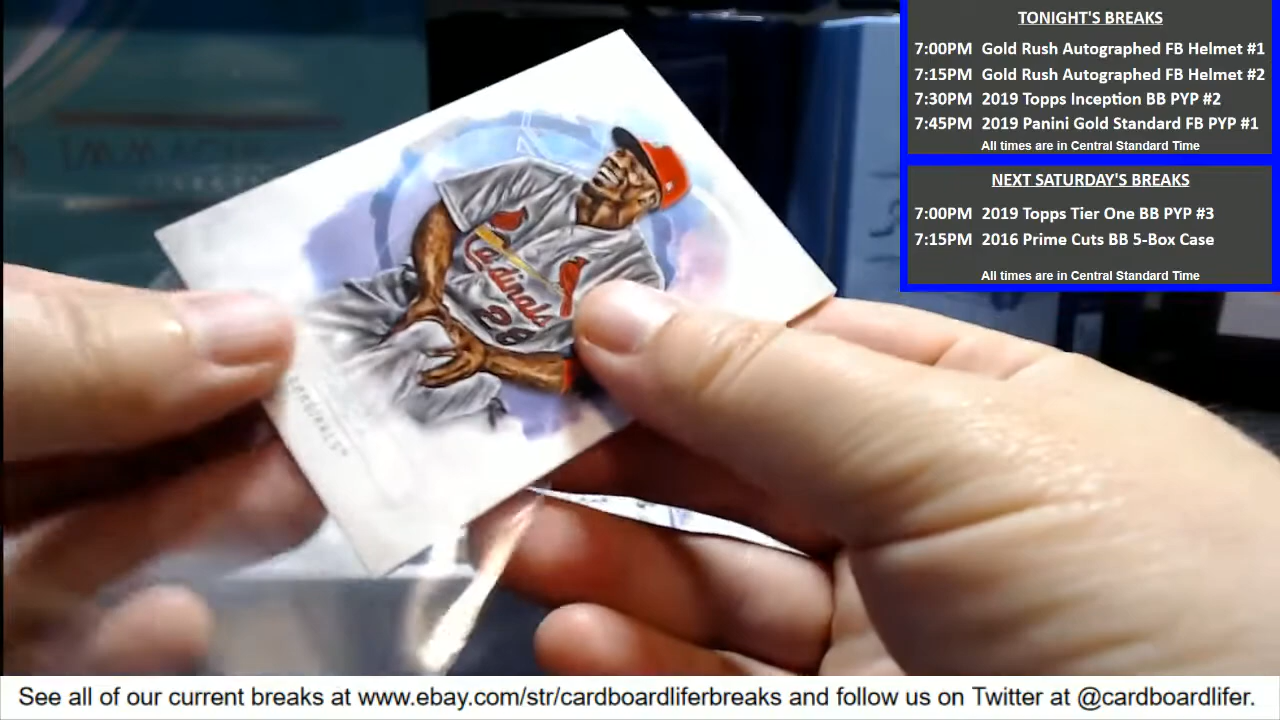 TONIGHT'S BREAKS
7:00PM Gold Rush Autographed FB Helmet #1
7:15PM Gold Rush Autographed FB Helmet #2
7:30PM 2019 Topps Inception BB PYP #2
7:45PM 2019 Panini Gold Standard FB PYP #1
All times are in Central Standard Time
NEXT SATURDAY'S BREAKS
7:00PM 2019 Topps Tier One BB PYP #3
7:15PM 2016 Prime Cuts BB 5-Box Case
All times are in Central Standard Time
Cardinals
28
CARDINALS
See all of our current breaks at www.ebay.com/str/cardboardliferbreaks and follow us on Twitter at @cardboardlifer.